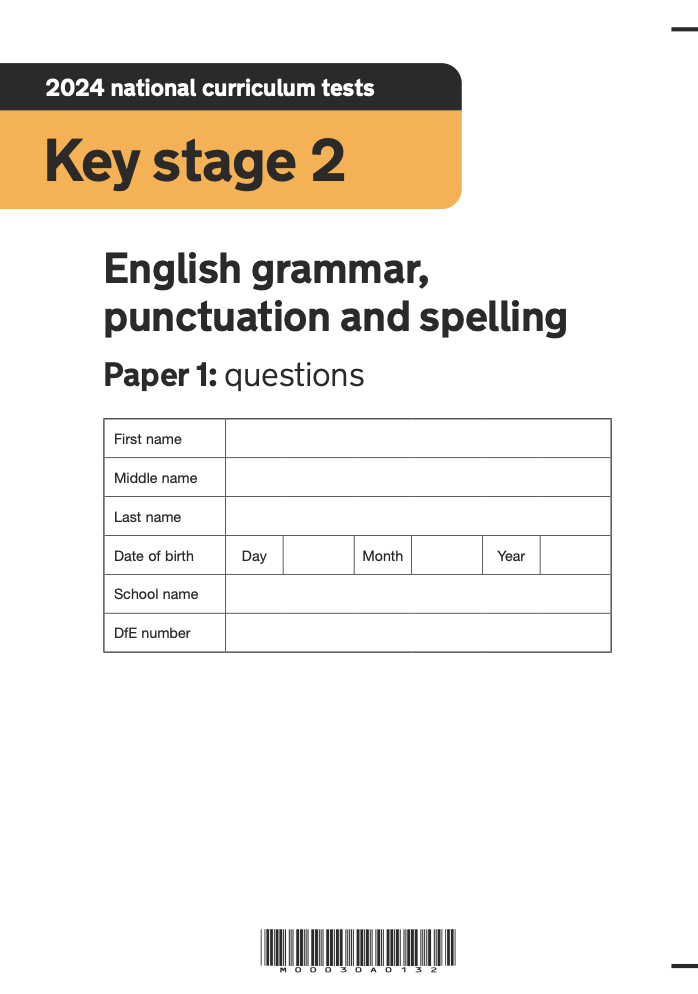 2024 national curriculum tests
Key stage 2
English grammar,
punctuation and spelling
Paper 1: questions
First name
Middle name
Last name
Date of birth Day Month Year
School name
DfE number
M00030A0132